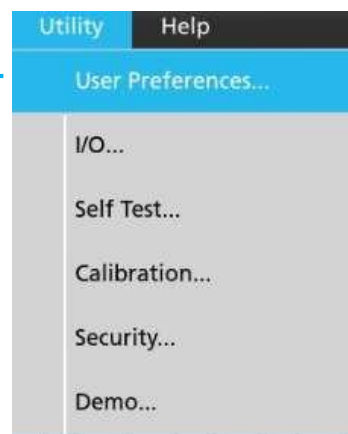 Utility Help
User Preferences...
I/O...
Self Test...
Calibration...
Security...
Demo...